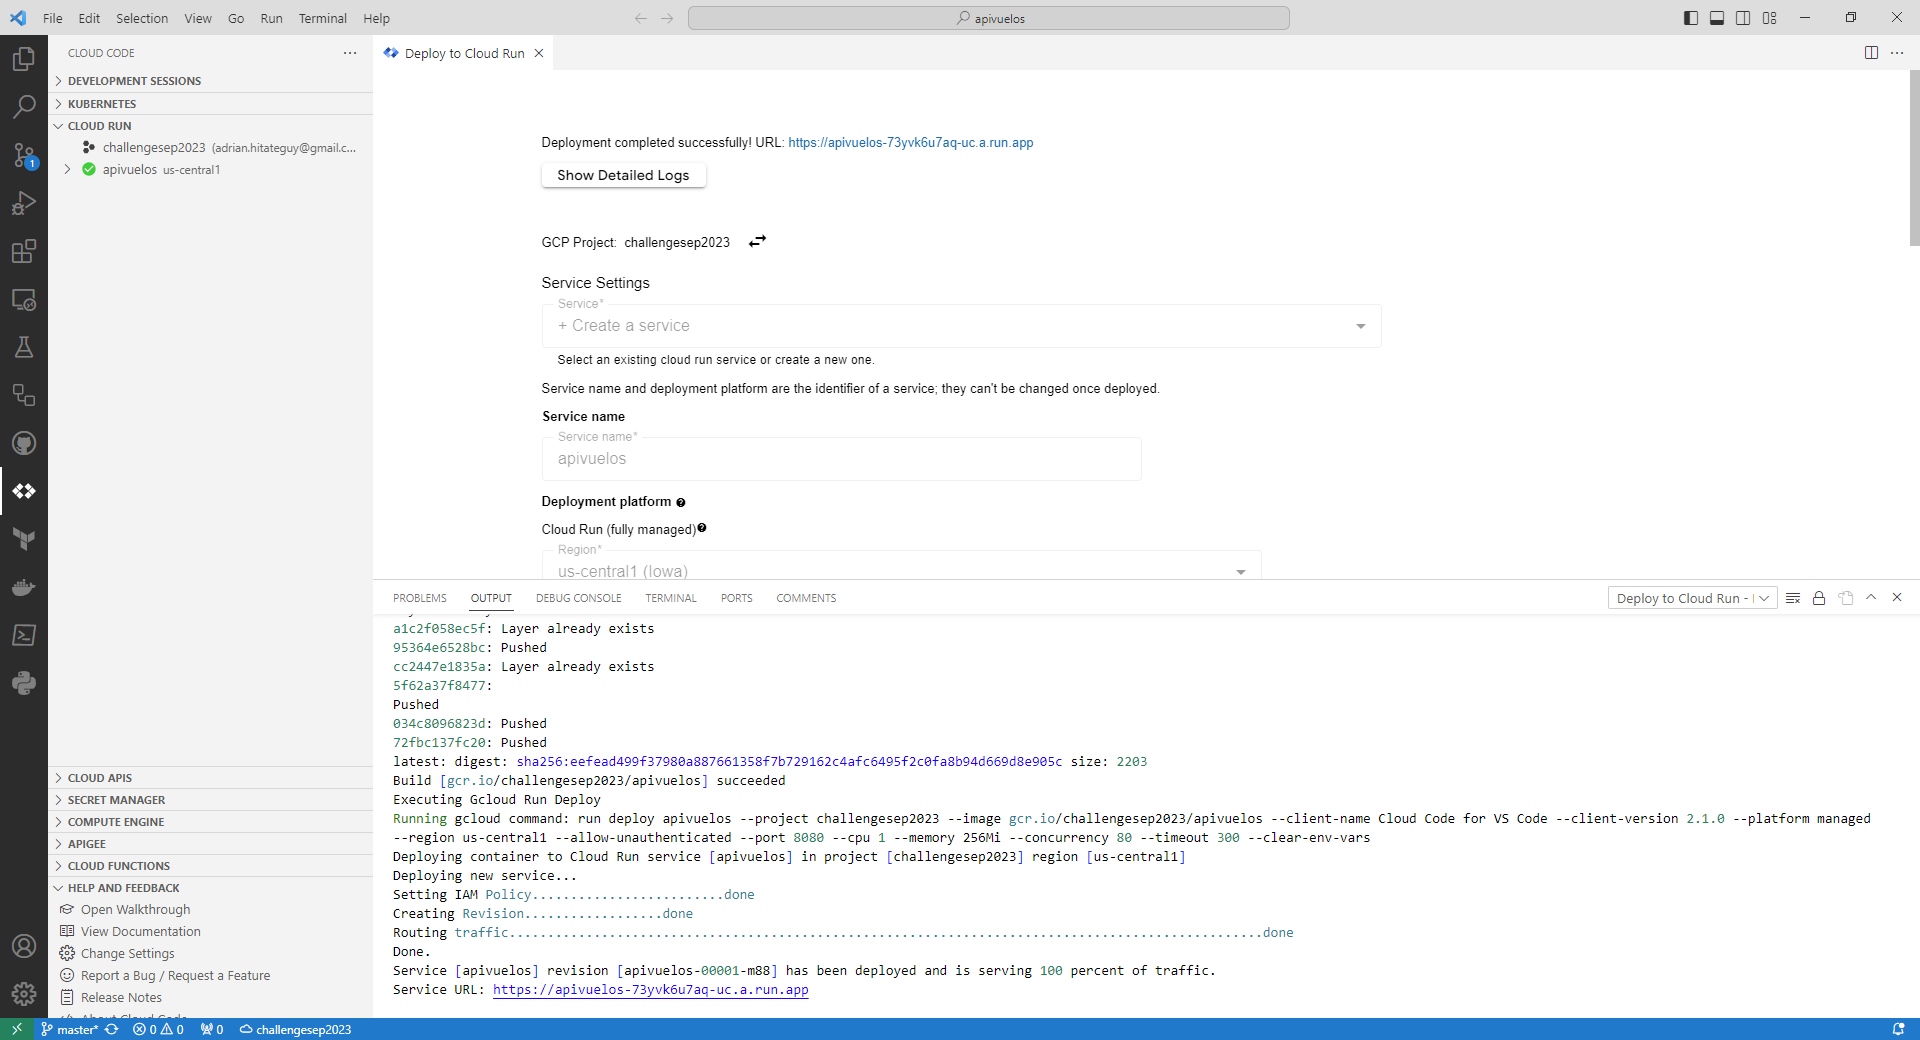 File Edit Selection View Go Run Terminal Help
apivuelos
CLOUD CODE
DEVELOPMENT SESSIONS
KUBERNETES
CLOUD RUN
challengesep2023 (adrian.hitateguy@gmail.c...
apivuelos us-central1
CLOUD APIS
SECRET MANAGER
COMPUTE ENGINE
APIGEE
CLOUD FUNCTIONS
HELP AND FEEDBACK
Open Walkthrough
View Documentation
Change Settings
Report a Bug / Request a Feature
Release Notes
About Cloud Code
1
Deploy to Cloud Run
Deployment completed successfully! URL: https://apivuelos-73yvk6u7aq-uc.a.run.app
Show Detailed Logs
GCP Project: challengesep2023
Service Settings
Service*
+ Create a service
Select an existing cloud run service or create a new one.
Service name and deployment platform are the identifier of a service; they can't be changed once deployed.
Service name
Service name*
apivuelos
Deployment platform
Cloud Run (fully managed)
Region*
us-central1 (Iowa)
PROBLEMS OUTPUT DEBUG CONSOLE TERMINAL PORTS COMMENTS
Deploy to Cloud Run -
a1c2f058ec5f: Layer already exists
95364e6528bc: Pushed
cc2447e1835a: Layer already exists
5f62a37f8477:
Pushed
034c8096823d: Pushed
72fbc137fc20: Pushed
latest: digest: sha256:eefead499f37980a887661358f7b729162c4afc6495f2c0fa8b94d669d8e905c size: 2203
Build [gcr.io/challengesep2023/apivuelos] succeeded
Executing Gcloud Run Deploy
Running gcloud command: run deploy apivuelos --project challengesep2023 --image gcr.io/challengesep2023/apivuelos --client-name Cloud Code for VS Code --client-version 2.1.0 --platform managed
--region us-central1 --allow-unauthenticated --port 8080 --cpu 1 --memory 256Mi --concurrency 80 --timeout 300 --clear-env-vars
Deploying container to Cloud Run service [apivuelos] in project [challengesep2023] region [us-central1]
Deploying new service...
Setting IAM Policy.........................done
Creating Revision..................done
Routing traffic..................................................................................................done
Done.
Service [apivuelos] revision [apivuelos-00001-m88] has been deployed and is serving 100 percent of traffic.
Service URL: https://apivuelos-73yvk6u7aq-uc.a.run.app
master* 0 0 0 challengesep2023